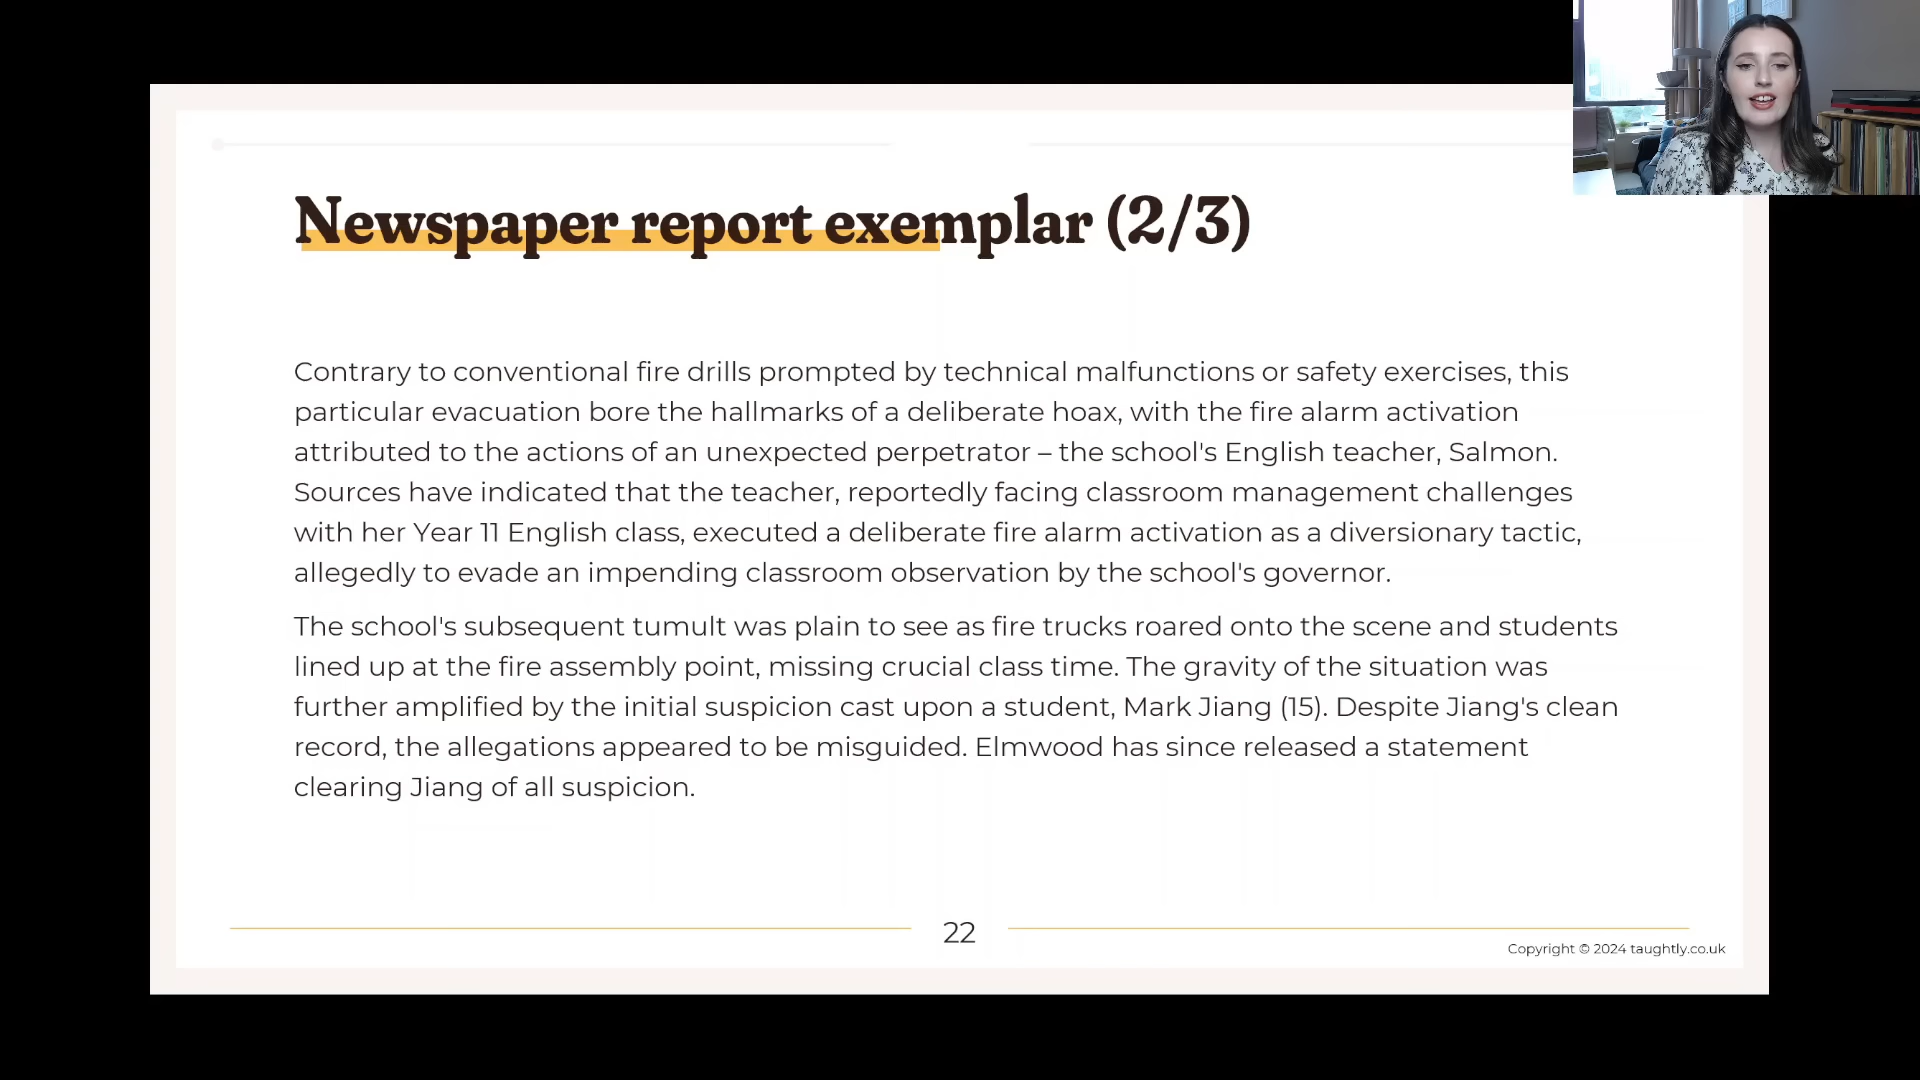 Newspaper report exemplar (2/3)
Contrary to conventional fire drills prompted by technical malfunctions or safety exercises, this
particular evacuation bore the hallmarks of a deliberate hoax, with the fire alarm activation
attributed to the actions of an unexpected perpetrator – the school's English teacher, Salmon.
Sources have indicated that the teacher, reportedly facing classroom management challenges
with her Year 11 English class, executed a deliberate fire alarm activation as a diversionary tactic,
allegedly to evade an impending classroom observation by the school's governor.
The school's subsequent tumult was plain to see as fire trucks roared onto the scene and students
lined up at the fire assembly point, missing crucial class time. The gravity of the situation was
further amplified by the initial suspicion cast upon a student, Mark Jiang (15). Despite Jiang's clean
record, the allegations appeared to be misguided. Elmwood has since released a statement
clearing Jiang of all suspicion.
22
Copyright © 2024 taughtly.co.uk